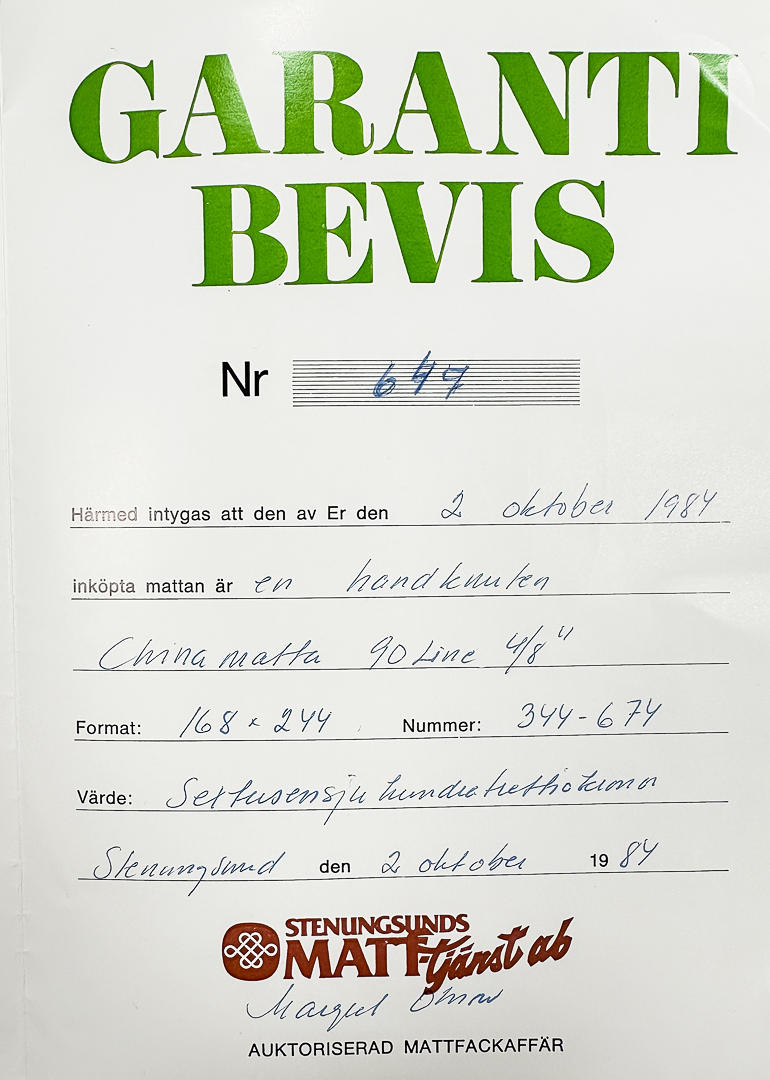 GARANTI
BEVIS
Nr 647
Härmed intygas att den av Er den 2 oktober 1984
inköpta mattan är en handknuten
China matta 90 Line 4/8"
Format: 168 x 244 Nummer: 344-674
Värde: Sextusensjuhundratrettiokronor
Stenungsund den 2 oktober 1984
STENUNGSUNDS
MATT-tjänst ab
AUKTORISERAD MATTFACKAFFÄR